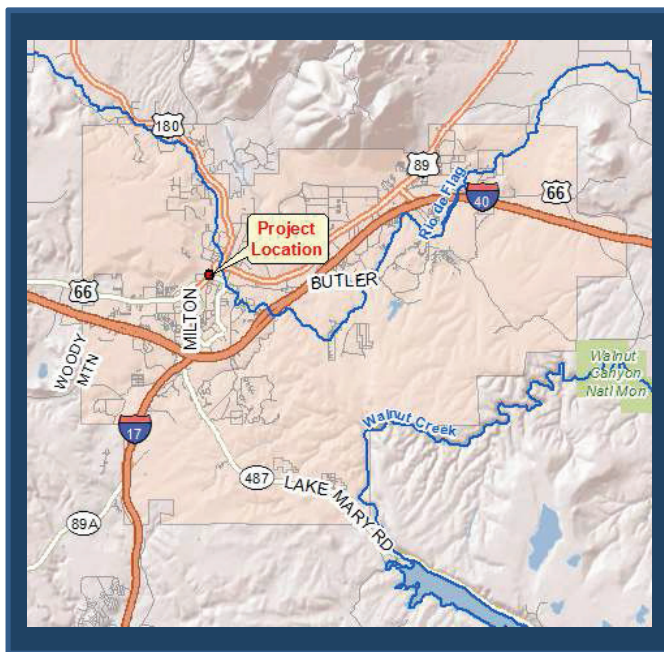 180
89
Rio de Flag
40
66
Project
Location
BUTLER
66
MILTON
WOODY
MTN
Walnut
Canyon
Natl Mon
17
Walnut Creek
487
LAKE MARY RD
89A